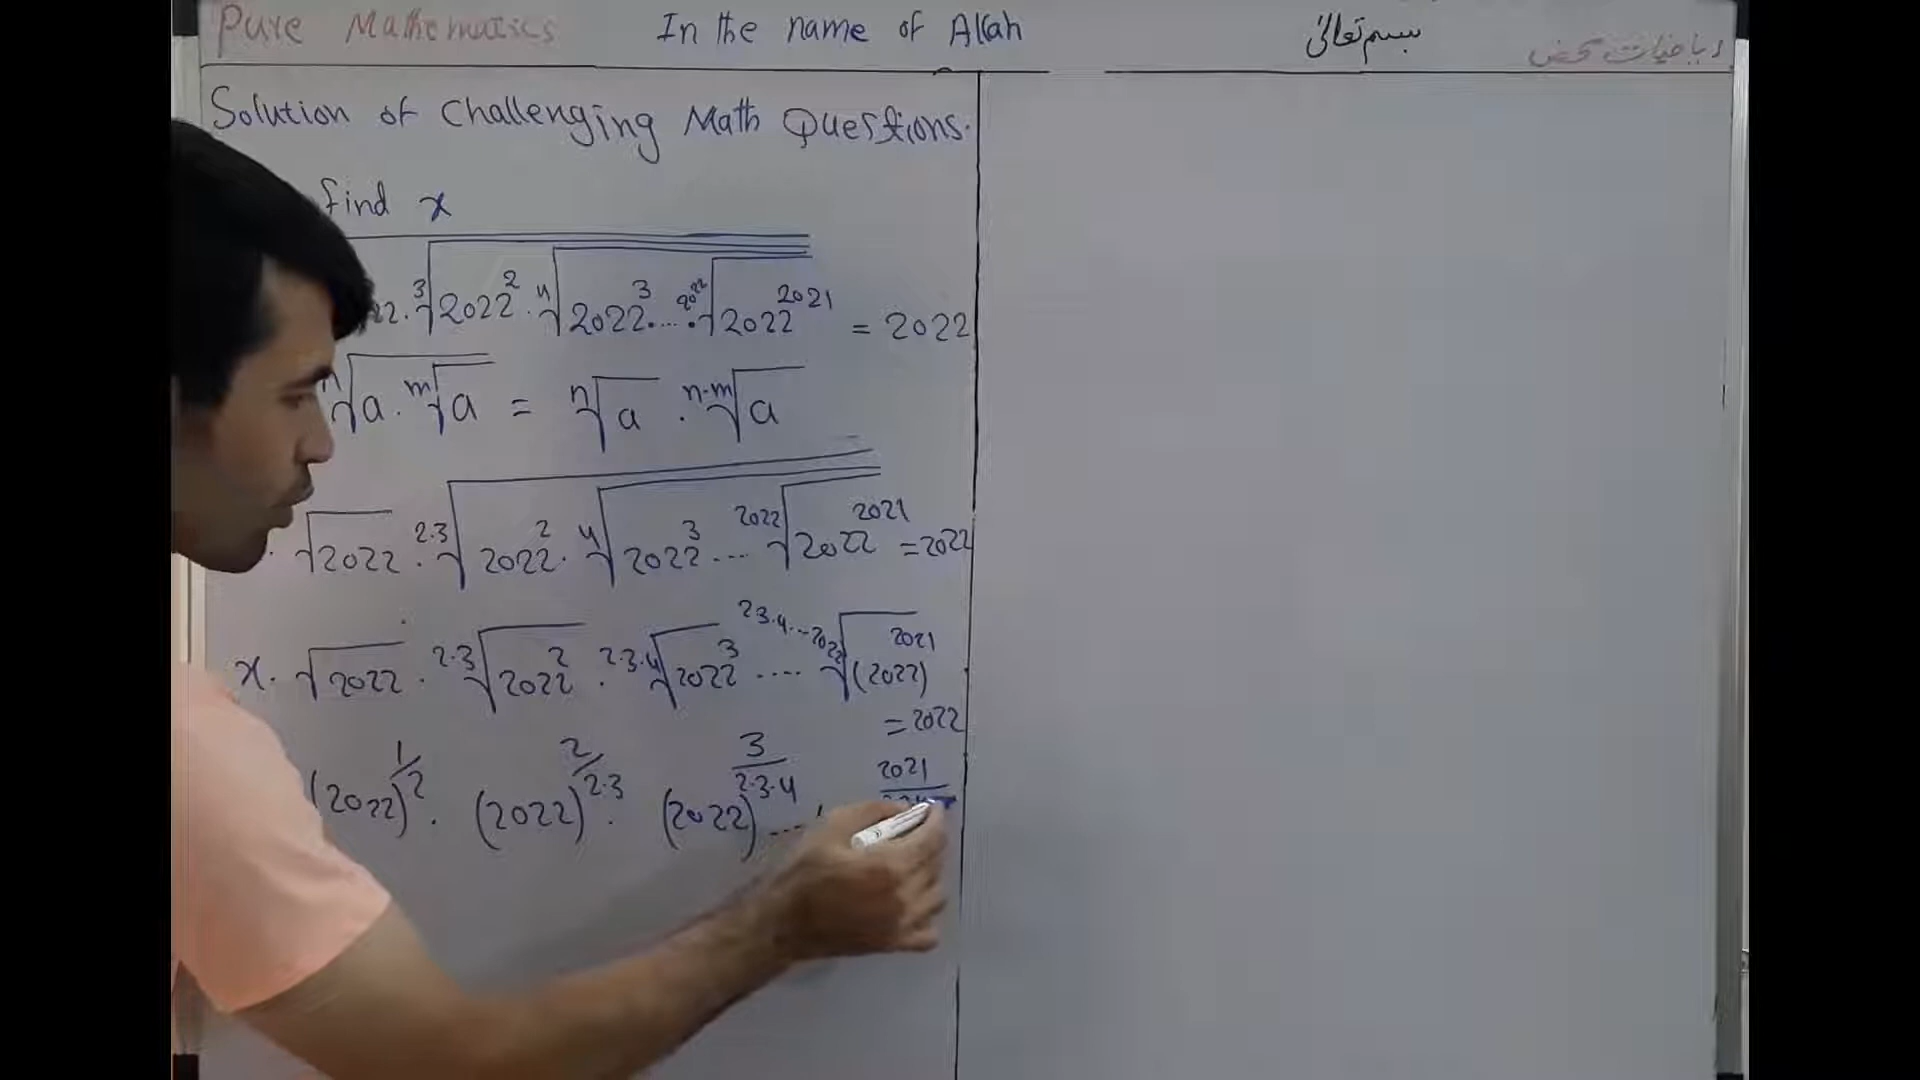 Pure Mathematics In the name of Allah بسم تعالیٰ ریاضیات محض
Solution of Challenging Math Questions.
find x
22. ³√2022² · ⁴√2022³ .... ²⁰²²√2022²⁰²¹ = 2022
ⁿ√a · ᵐ√a = ⁿ√a · ⁿ·ᵐ√a
· √2022 · ²·³√2022² · ⁴√2022³ ... ²⁰²²√2022²⁰²¹ = 2022
x · √2022 · ²·³√2022² · ²·³·⁴√2022³ .... ²·³·⁴···²⁰²²√(2022)²⁰²¹
= 2022
(2022)^1/2 · (2022)^2/2·3 · (2022)^3/2·3·4 .... 2021